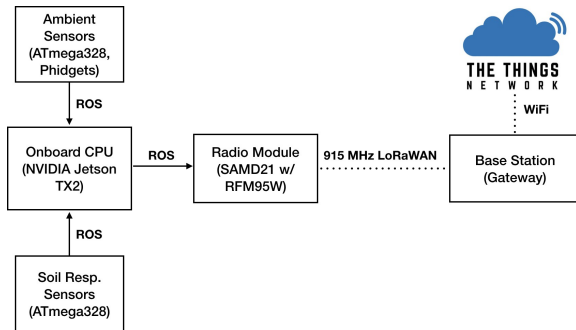 Ambient
Sensors
(ATmega328,
Phidgets)
ROS
Onboard CPU
(NVIDIA Jetson
TX2)
ROS
Soil Resp.
Sensors
(ATmega328)
ROS
Radio Module
(SAMD21 w/
RFM95W)
915 MHz LoRaWAN
Base Station
(Gateway)
WiFi
THE THINGS
NETWORK